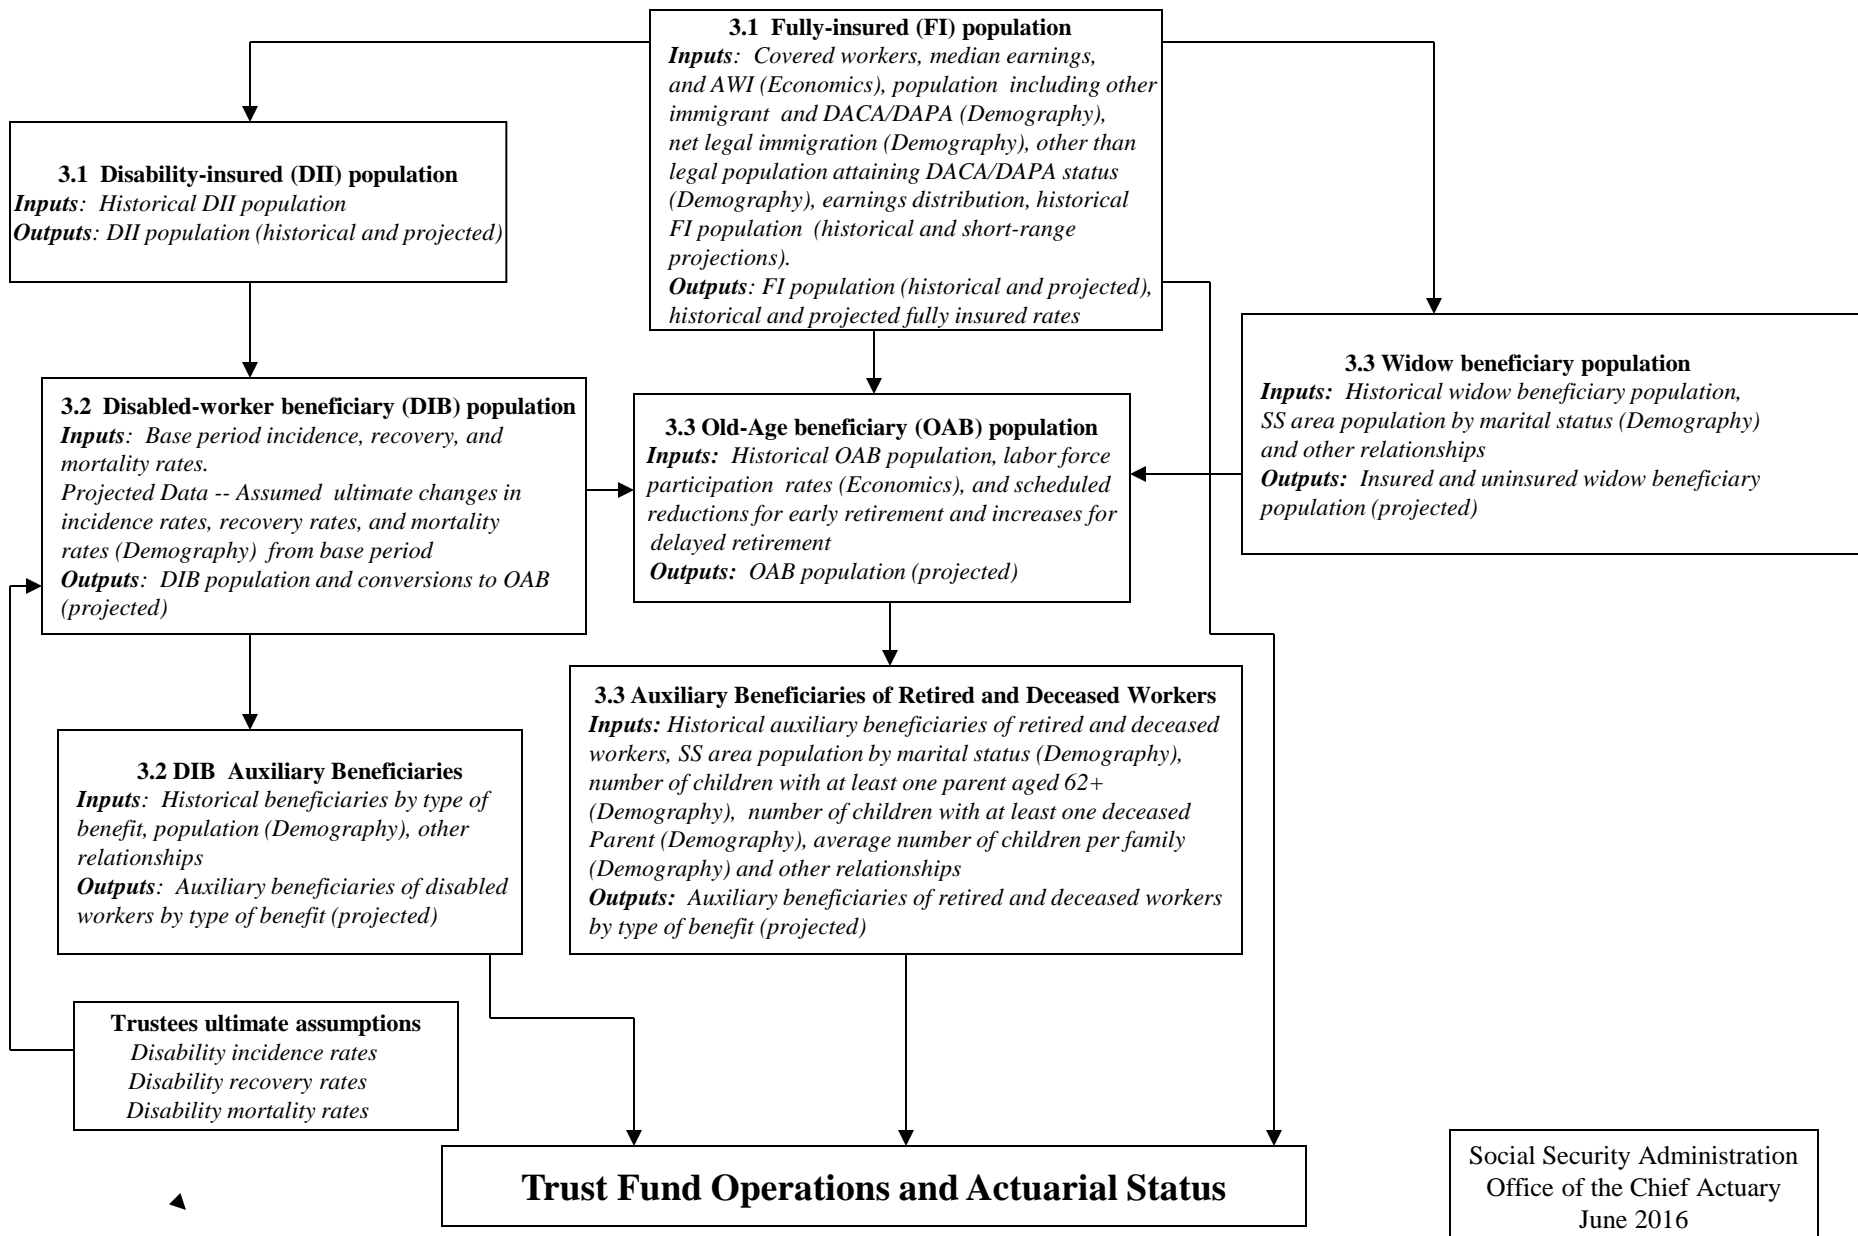 3.1 Fully-insured (FI) population
Inputs: Covered workers, median earnings,
and AWI (Economics), population including other
immigrant and DACA/DAPA (Demography),
net legal immigration (Demography), other than
legal population attaining DACA/DAPA status
(Demography), earnings distribution, historical
FI population (historical and short-range
projections).
Outputs: FI population (historical and projected),
historical and projected fully insured rates
3.1 Disability-insured (DII) population
Inputs: Historical DII population
Outputs: DII population (historical and projected)
3.3 Widow beneficiary population
Inputs: Historical widow beneficiary population,
SS area population by marital status (Demography)
and other relationships
Outputs: Insured and uninsured widow beneficiary
population (projected)
3.2 Disabled-worker beneficiary (DIB) population
Inputs: Base period incidence, recovery, and
mortality rates.
Projected Data -- Assumed ultimate changes in
incidence rates, recovery rates, and mortality
rates (Demography) from base period
Outputs: DIB population and conversions to OAB
(projected)
3.3 Old-Age beneficiary (OAB) population
Inputs: Historical OAB population, labor force
participation rates (Economics), and scheduled
reductions for early retirement and increases for
delayed retirement
Outputs: OAB population (projected)
3.3 Auxiliary Beneficiaries of Retired and Deceased Workers
Inputs: Historical auxiliary beneficiaries of retired and deceased
workers, SS area population by marital status (Demography),
number of children with at least one parent aged 62+
(Demography), number of children with at least one deceased
Parent (Demography), average number of children per family
(Demography) and other relationships
Outputs: Auxiliary beneficiaries of retired and deceased workers
by type of benefit (projected)
3.2 DIB Auxiliary Beneficiaries
Inputs: Historical beneficiaries by type of
benefit, population (Demography), other
relationships
Outputs: Auxiliary beneficiaries of disabled
workers by type of benefit (projected)
Trustees ultimate assumptions
Disability incidence rates
Disability recovery rates
Disability mortality rates
Trust Fund Operations and Actuarial Status
Social Security Administration
Office of the Chief Actuary
June 2016